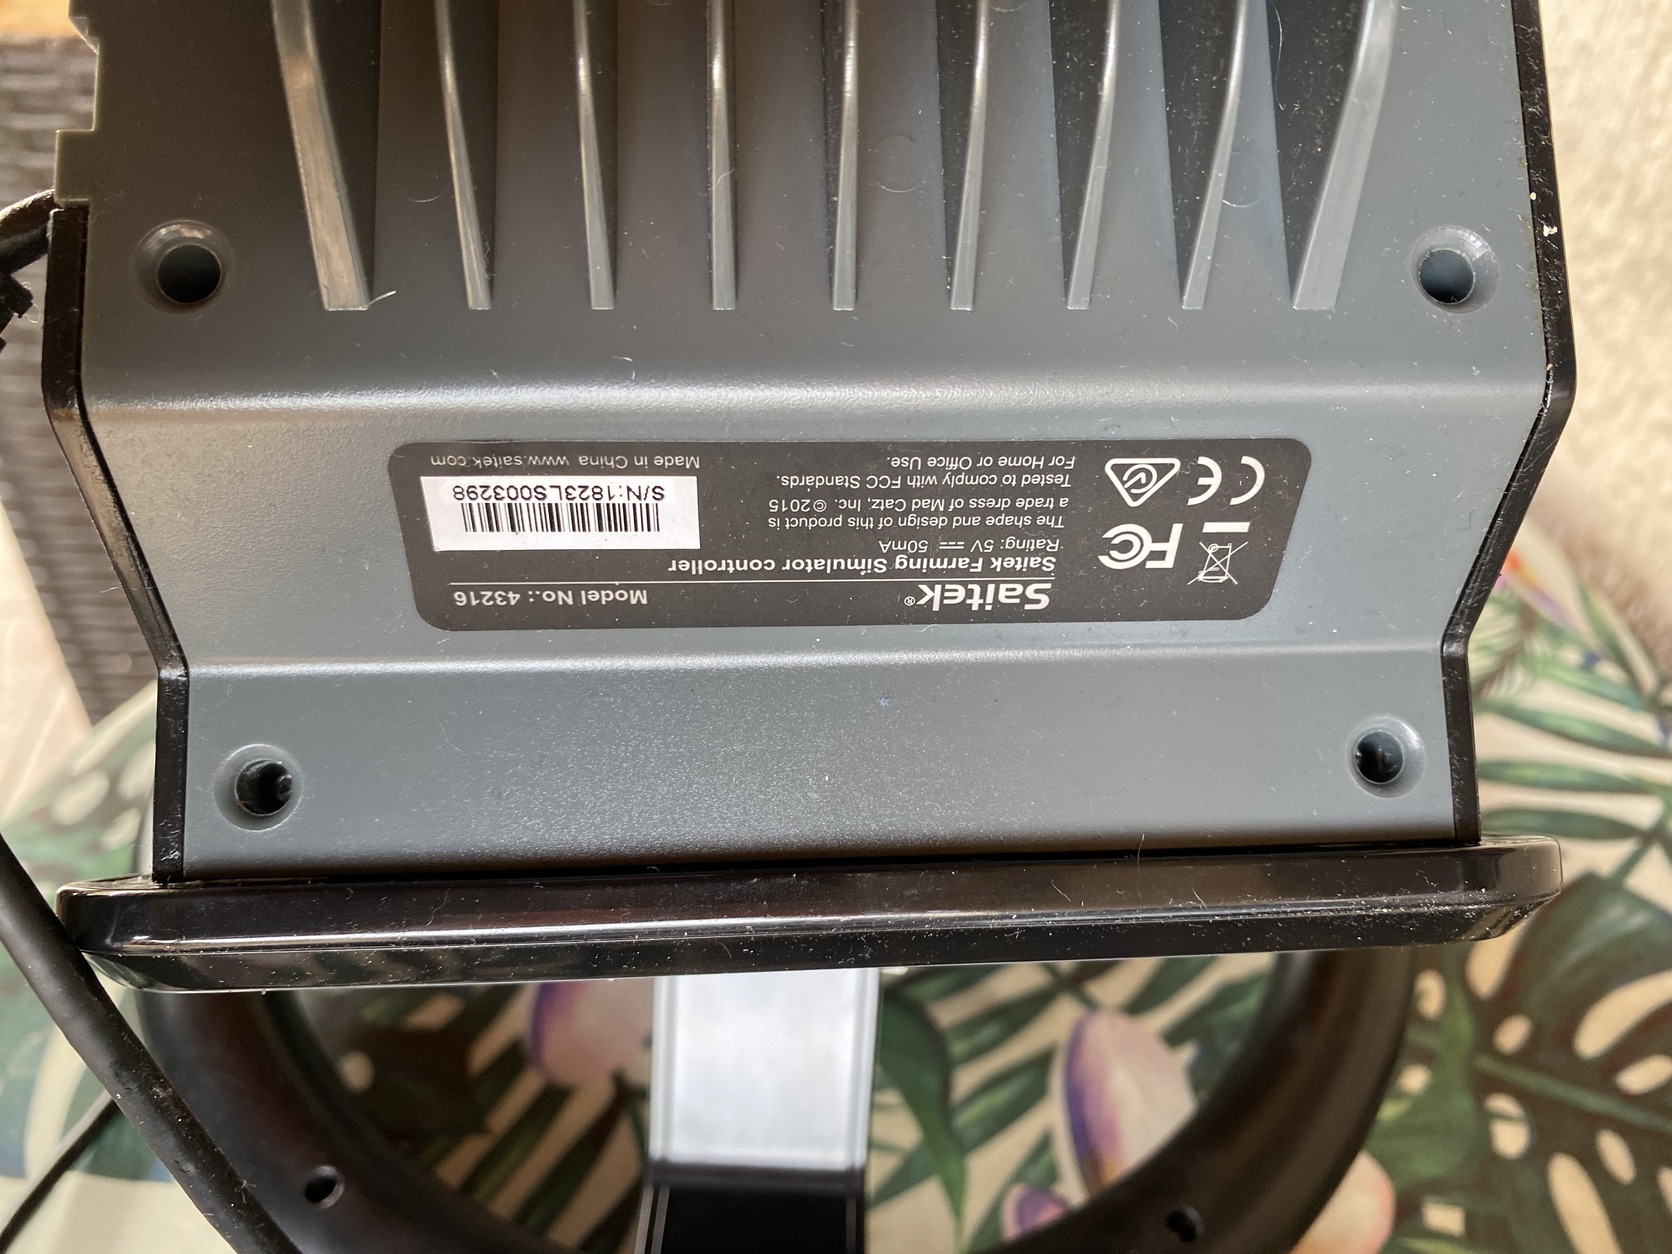 Saitek®
Model No.: 43216
Saitek Farming Simulator controller
Rating: 5V ⎓ 50mA
The shape and design of this product is
a trade dress of Mad Catz, Inc. © 2015
Tested to comply with FCC Standards.
For Home or Office Use.
FC
CE
S/N:1823LS003298
Made in China www.saitek.com